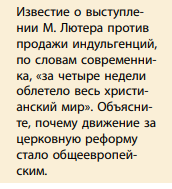 Известие о выступле-
нии М. Лютера против
продажи индульгенций,
по словам современни-
ка, «за четыре недели
облетело весь христи-
анский мир». Объясни-
те, почему движение за
церковную реформу
стало общеевропей-
ским.